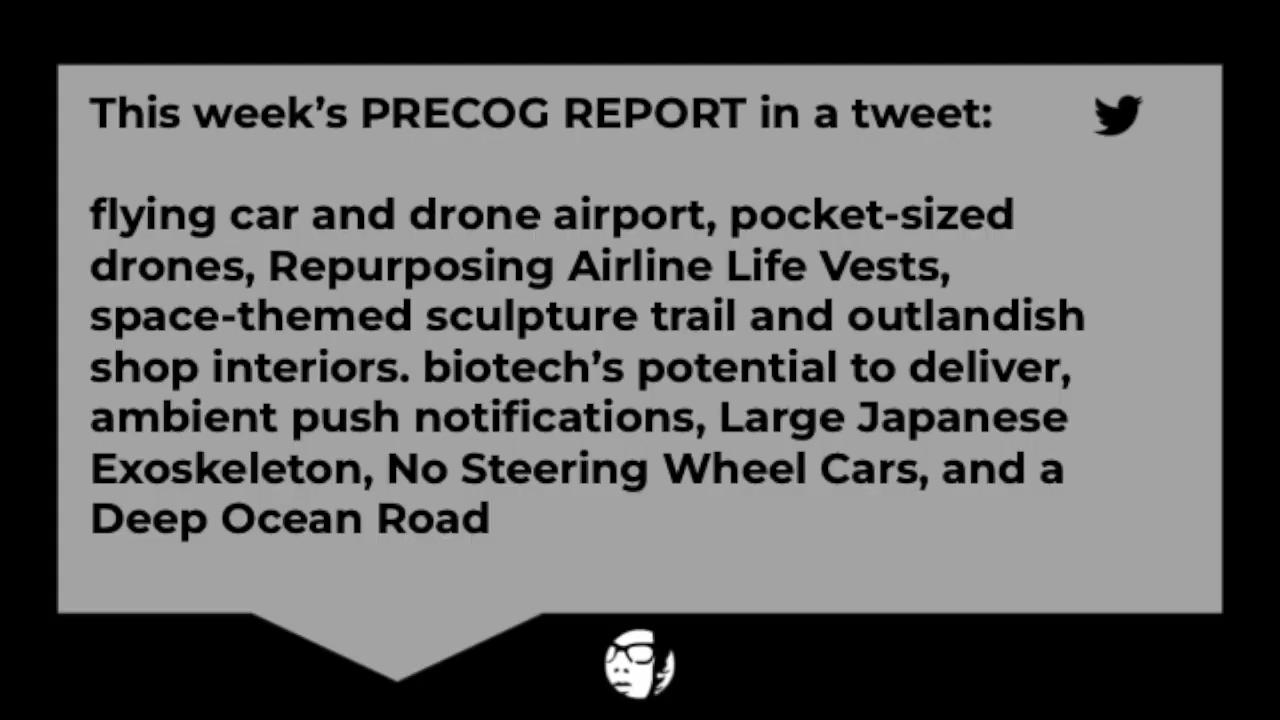 This week’s PRECOG REPORT in a tweet:
flying car and drone airport, pocket-sized
drones, Repurposing Airline Life Vests,
space-themed sculpture trail and outlandish
shop interiors. biotech’s potential to deliver,
ambient push notifications, Large Japanese
Exoskeleton, No Steering Wheel Cars, and a
Deep Ocean Road